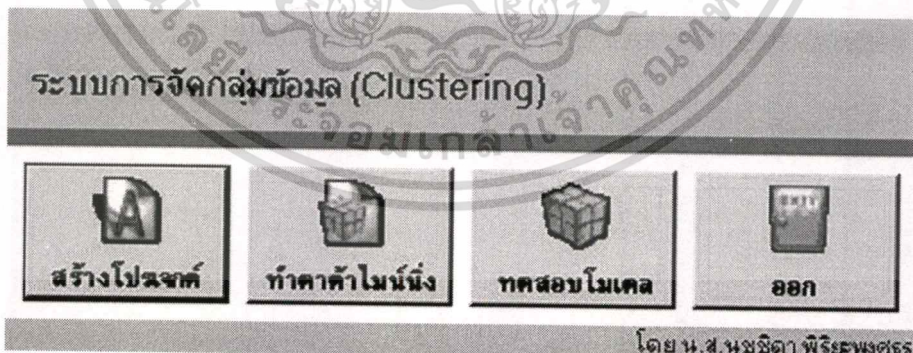 ระบบการจัดกลุ่มข้อมูล (Clustering)
สร้างโปรเจกต์
ทำดาต้าไมน์นิ่ง
EXIT
ทดสอบโมเดล
ออก
โดย น.ส.